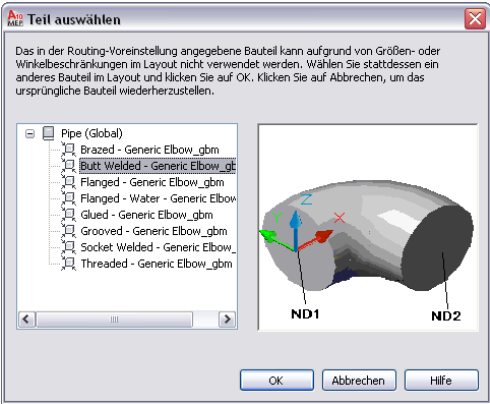 A10 MEP Teil auswählen
Das in der Routing-Voreinstellung angegebene Bauteil kann aufgrund von Größen- oder
Winkelbeschränkungen im Layout nicht verwendet werden. Wählen Sie stattdessen ein
anderes Bauteil im Layout und klicken Sie auf OK. Klicken Sie auf Abbrechen, um das
ursprüngliche Bauteil wiederherzustellen.
Pipe (Global)
Brazed - Generic Elbow_gbm
Butt Welded - Generic Elbow_gb
Flanged - Generic Elbow_gbm
Flanged - Water - Generic Elbow
Glued - Generic Elbow_gbm
Grooved - Generic Elbow_gbm
Socket Welded - Generic Elbow_
Threaded - Generic Elbow_gbm
Z
Y X
ND1 ND2
OK Abbrechen Hilfe